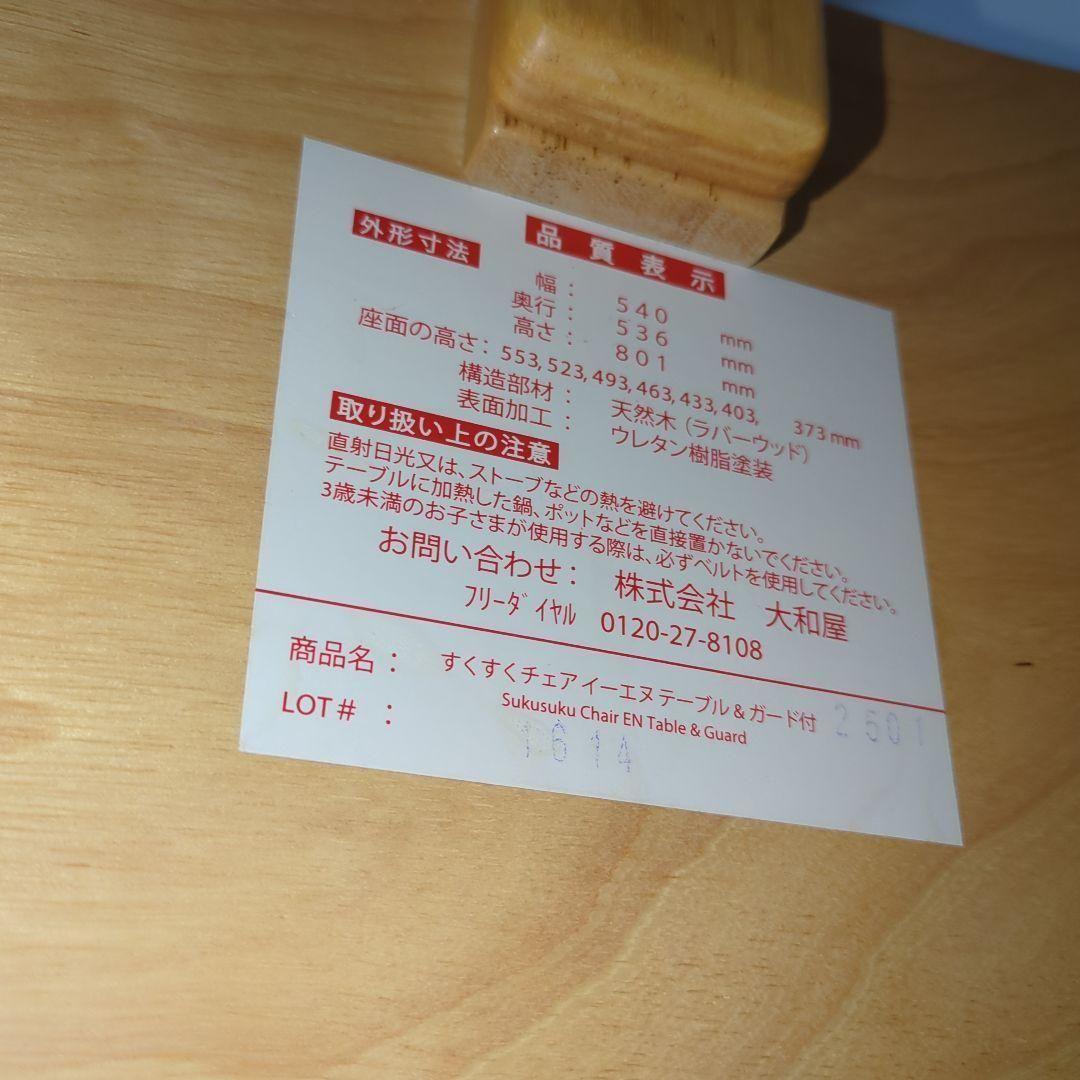 品質表示
外形寸法
幅： 540 mm
奥行： 536 mm
高さ： 801 mm
座面の高さ：553,523,493,463,433,403, 373mm
構造部材： 天然木（ラバーウッド）
表面加工： ウレタン樹脂塗装
取り扱い上の注意
直射日光又は、ストーブなどの熱を避けてください。
テーブルに加熱した鍋、ポットなどを直接置かないでください。
3歳未満のお子さまが使用する際は、必ずベルトを使用してください。
お問い合わせ： 株式会社 大和屋
ﾌﾘｰﾀﾞｲﾔﾙ 0120-27-8108
商品名： すくすくチェアイーエヌテーブル&ガード付 2501
Sukusuku Chair EN Table & Guard
LOT#：